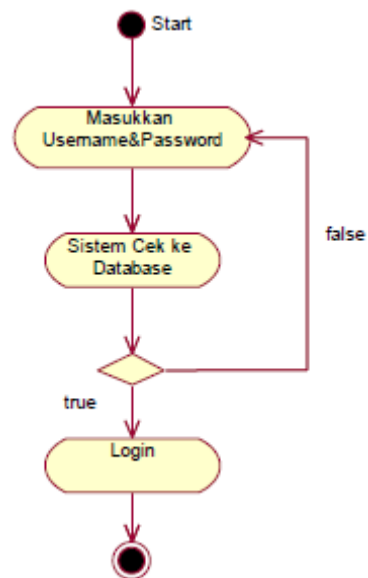 Start
Masukkan
Username&Password
false
Sistem Cek ke
Database
true
Login